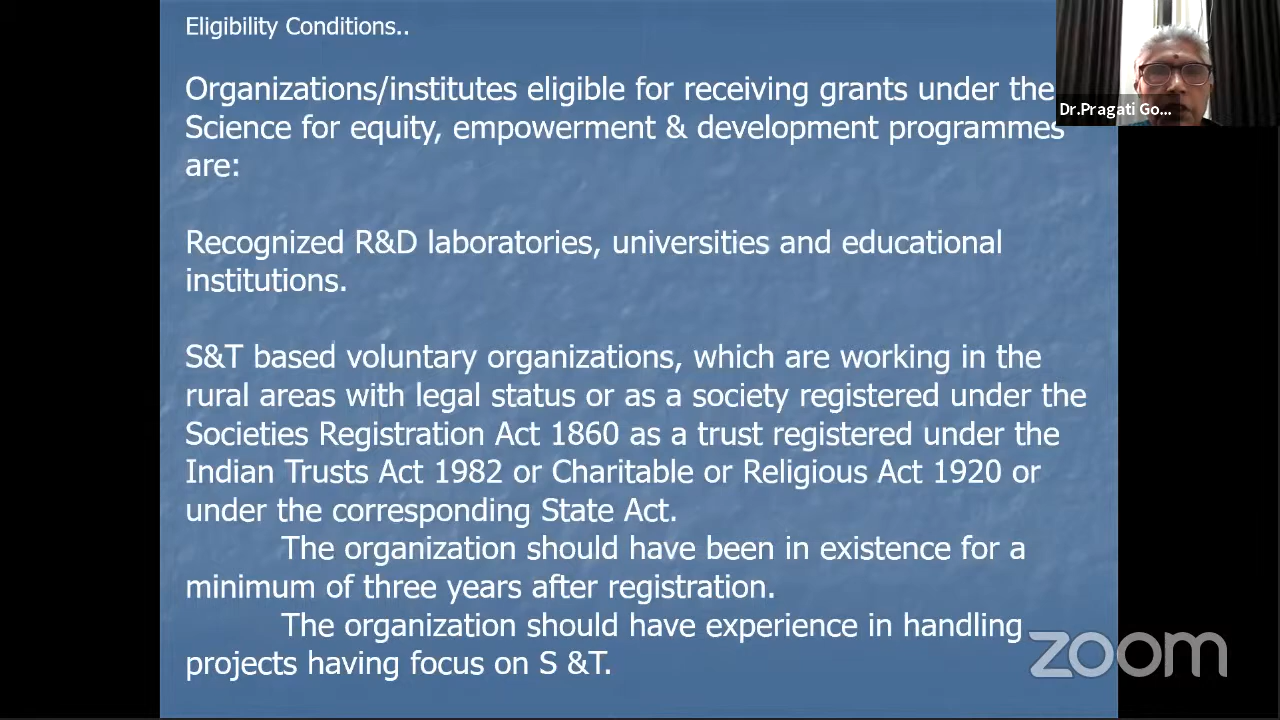 Eligibility Conditions..
Organizations/institutes eligible for receiving grants under the
Science for equity, empowerment & development programmes
are:
Recognized R&D laboratories, universities and educational
institutions.
S&T based voluntary organizations, which are working in the
rural areas with legal status or as a society registered under the
Societies Registration Act 1860 as a trust registered under the
Indian Trusts Act 1982 or Charitable or Religious Act 1920 or
under the corresponding State Act.
The organization should have been in existence for a
minimum of three years after registration.
The organization should have experience in handling
projects having focus on S &T.
Dr.Pragati Go...
zoom